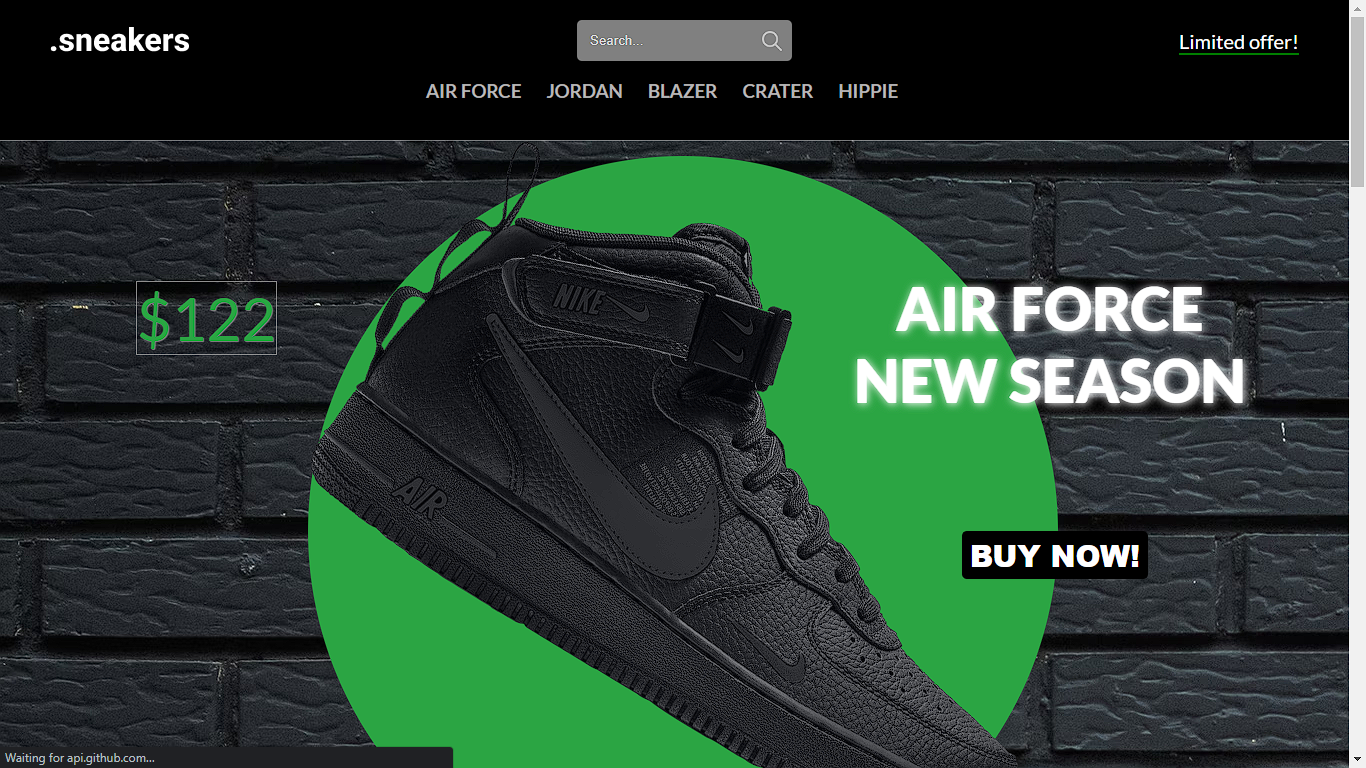 .sneakers
Search...
Limited offer!
AIR FORCE JORDAN BLAZER CRATER HIPPIE
$122
AIR FORCE
NEW SEASON
NIKE
AIR
BUY NOW!
Waiting for api.github.com...